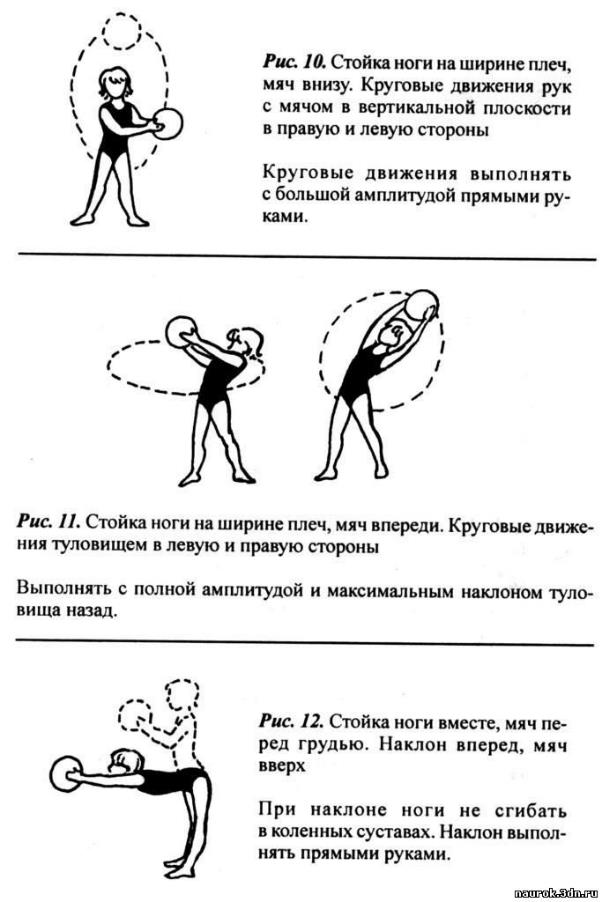 Рис. 10. Стойка ноги на ширине плеч,
мяч внизу. Круговые движения рук
с мячом в вертикальной плоскости
в правую и левую стороны
Круговые движения выполнять
с большой амплитудой прямыми ру-
ками.
Рис. 11. Стойка ноги на ширине плеч, мяч впереди. Круговые движе-
ния туловищем в левую и правую стороны
Выполнять с полной амплитудой и максимальным наклоном туло-
вища назад.
Рис. 12. Стойка ноги вместе, мяч пе-
ред грудью. Наклон вперед, мяч
вверх
При наклоне ноги не сгибать
в коленных суставах. Наклон выпол-
нять прямыми руками.
naurok.3dn.ru